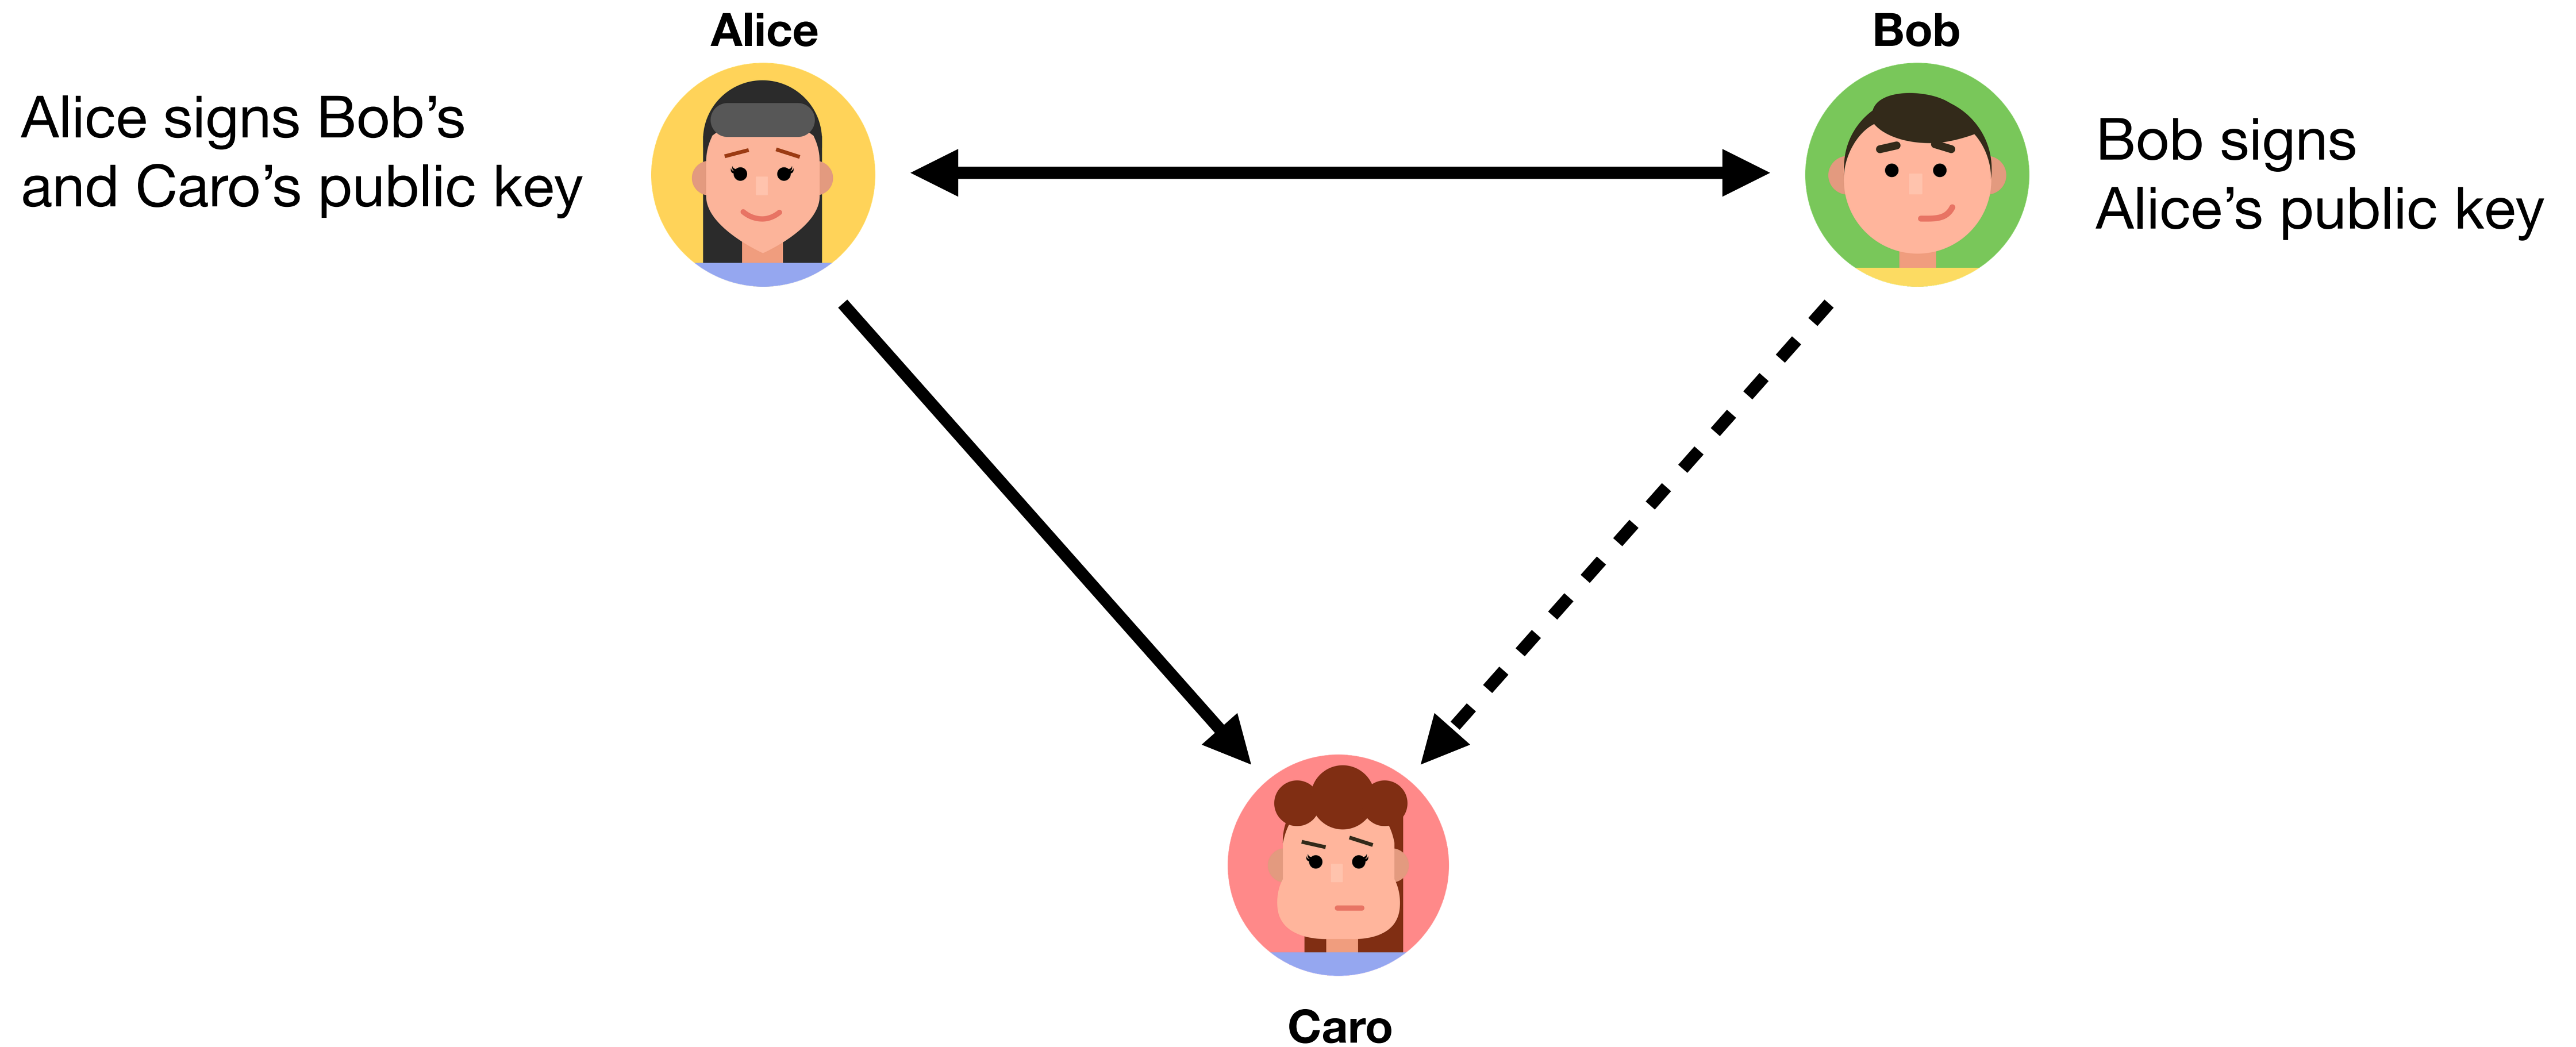 Alice
Bob
Alice signs Bob’s
and Caro’s public key
Bob signs
Alice’s public key
Caro